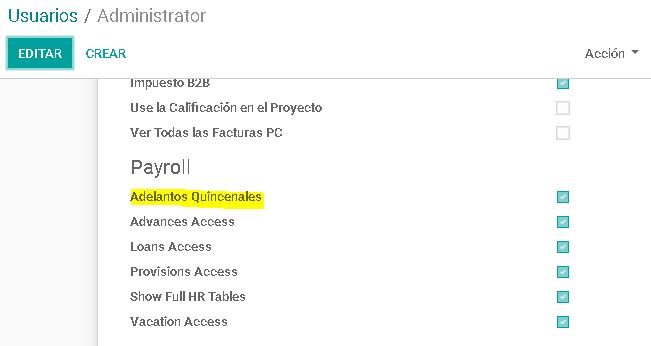 Usuarios / Administrator
EDITAR CREAR Acción
Impuesto B2B
Use la Calificación en el Proyecto
Ver Todas las Facturas PC
Payroll
Adelantos Quincenales
Advances Access
Loans Access
Provisions Access
Show Full HR Tables
Vacation Access